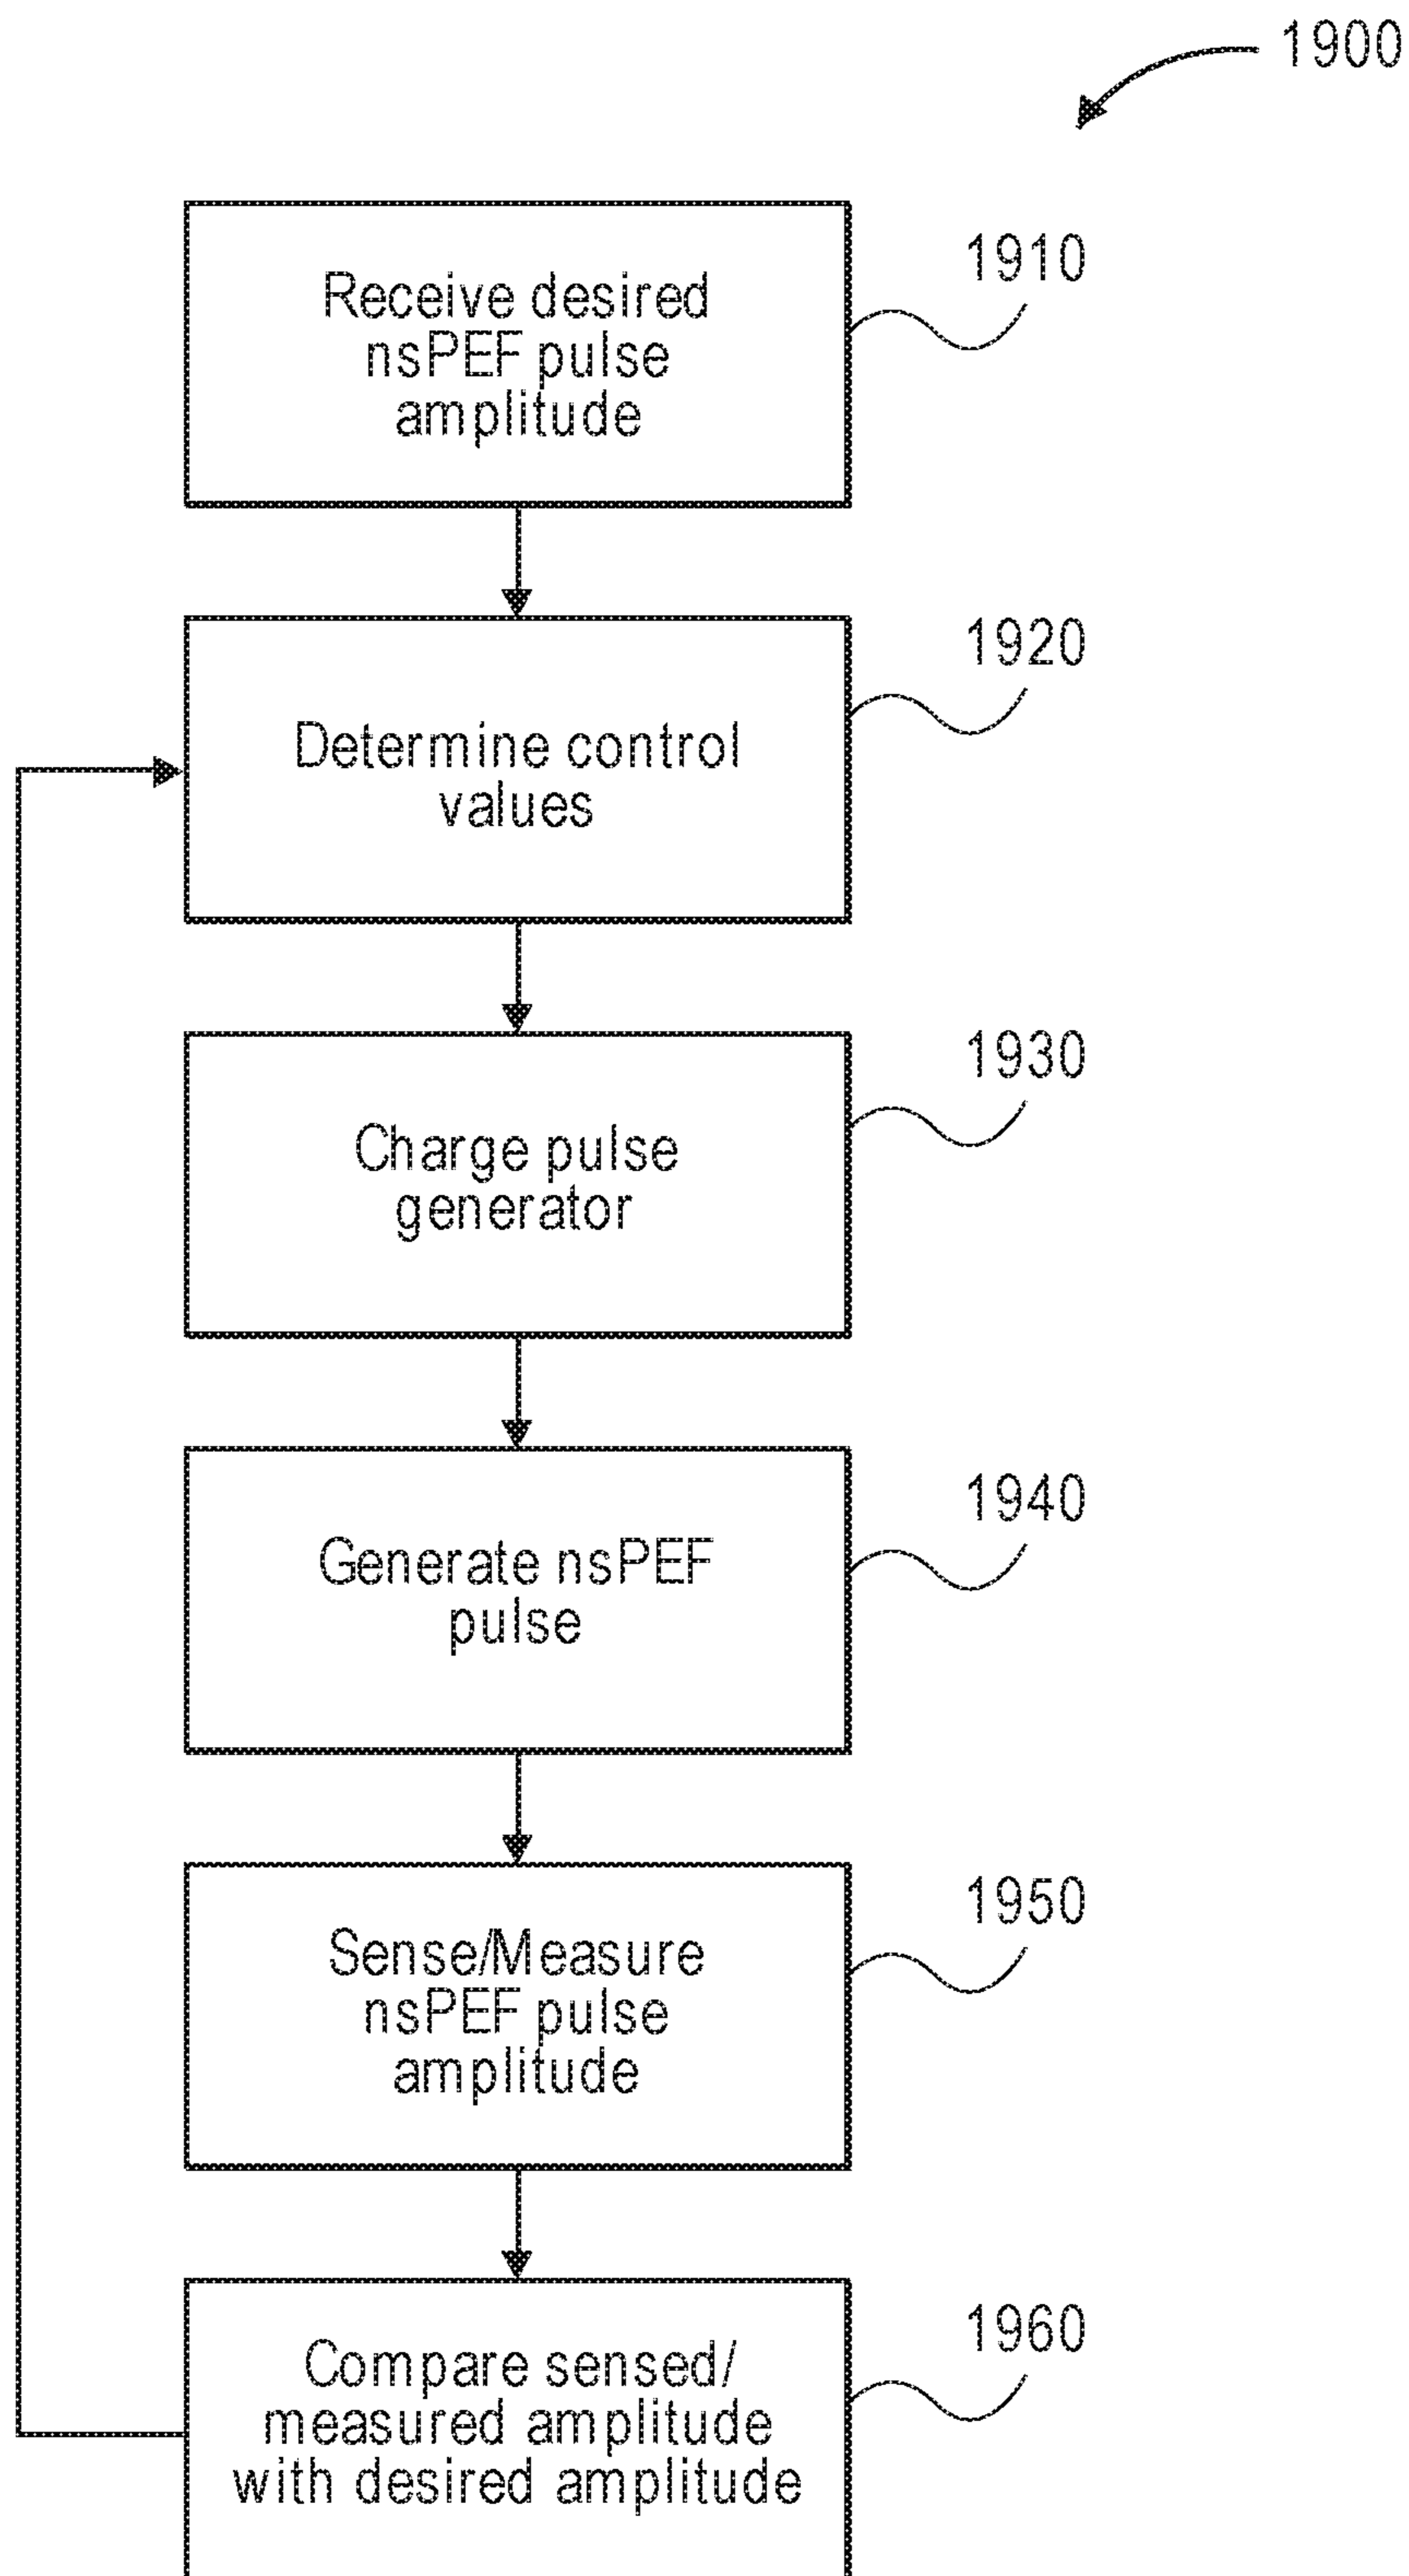 1900
Receive desired
nsPEF pulse
amplitude
1910
Determine control
values
1920
Charge pulse
generator
1930
Generate nsPEF
pulse
1940
Sense/Measure
nsPEF pulse
amplitude
1950
Compare sensed/
measured amplitude
with desired amplitude
1960